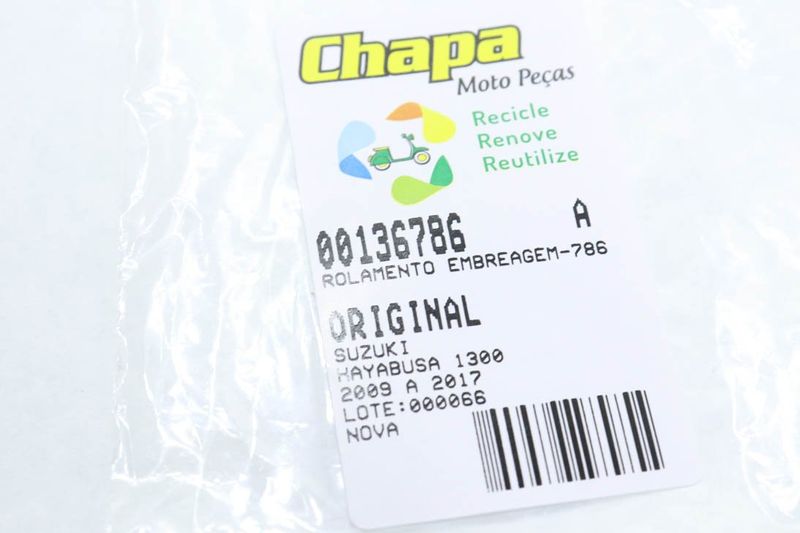 Chapa
Moto Peças
Recicle
Renove
Reutilize
00136786 A
ROLAMENTO EMBREAGEM-786
ORIGINAL
SUZUKI
HAYABUSA 1300
2009 A 2017
LOTE:000066
NOVA